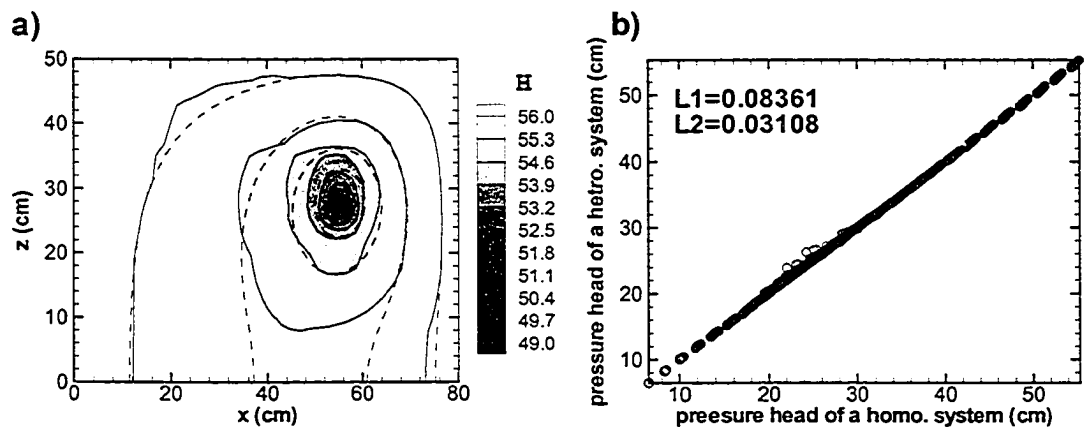 a)
50
40
30
20
10
0
z (cm)
0 20 40 60 80
x (cm)
H
56.0
55.3
54.6
53.9
53.2
52.5
51.8
51.1
50.4
49.7
49.0
b)
L1=0.08361
L2=0.03108
50
40
30
20
10
pressure head of a hetro. system (cm)
10 20 30 40 50
preesure head of a homo. system (cm)